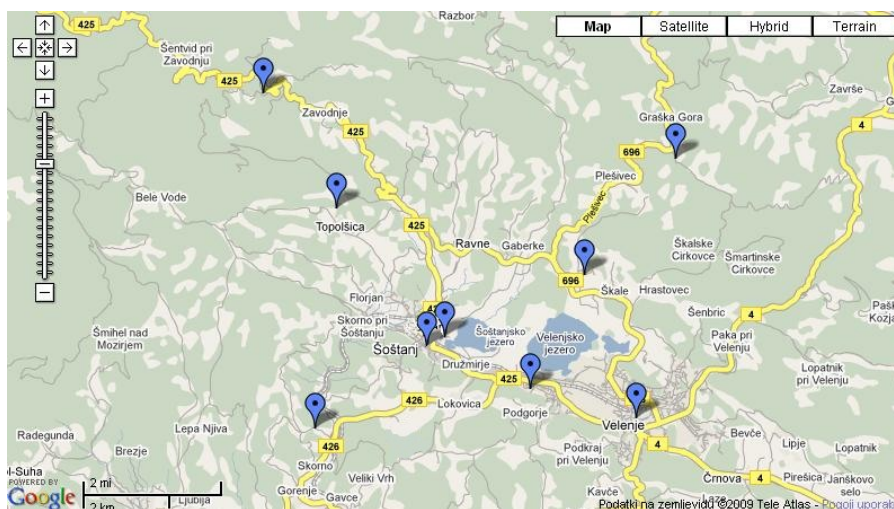 Razbor
Map
Satellite
Hybrid
Terrain
425
Šentvid pri
Zavodnju
425
Završe
4
Zavodnje
425
Graška Gora
696
Plešivec
Plešivec
Bele Vode
Topolšica
425
Ravne
Gaberke
Škalske
Cirkovce
Šmartinske
Cirkovce
696
Škale
Hrastovec
Florjan
Skorno pri
Šoštanju
Šoštanjsko
jezero
Velenjsko
jezero
Šenbric
4
Šmihel nad
Mozirjem
Šoštanj
Paka pri
Velenju
Družmirje
425
Lopatnik
pri Velenju
426
Lokovica
Podgorje
Velenje
Radegunda
Lepa Njiva
426
Brezje
Skorno
Podkraj
pri Velenju
4
Bevče
Lipje
Lopatnik
ol-Suha
POWERED BY
Google
2 mi
2 km
Ljubija
Gorenje
Veliki Vrh
Gavce
Kavče
Črnova
4
Pirešica
Janškovo
selo
Laze
Podatki na zemljevidu ©2009 Tele Atlas - Pogoji uporab